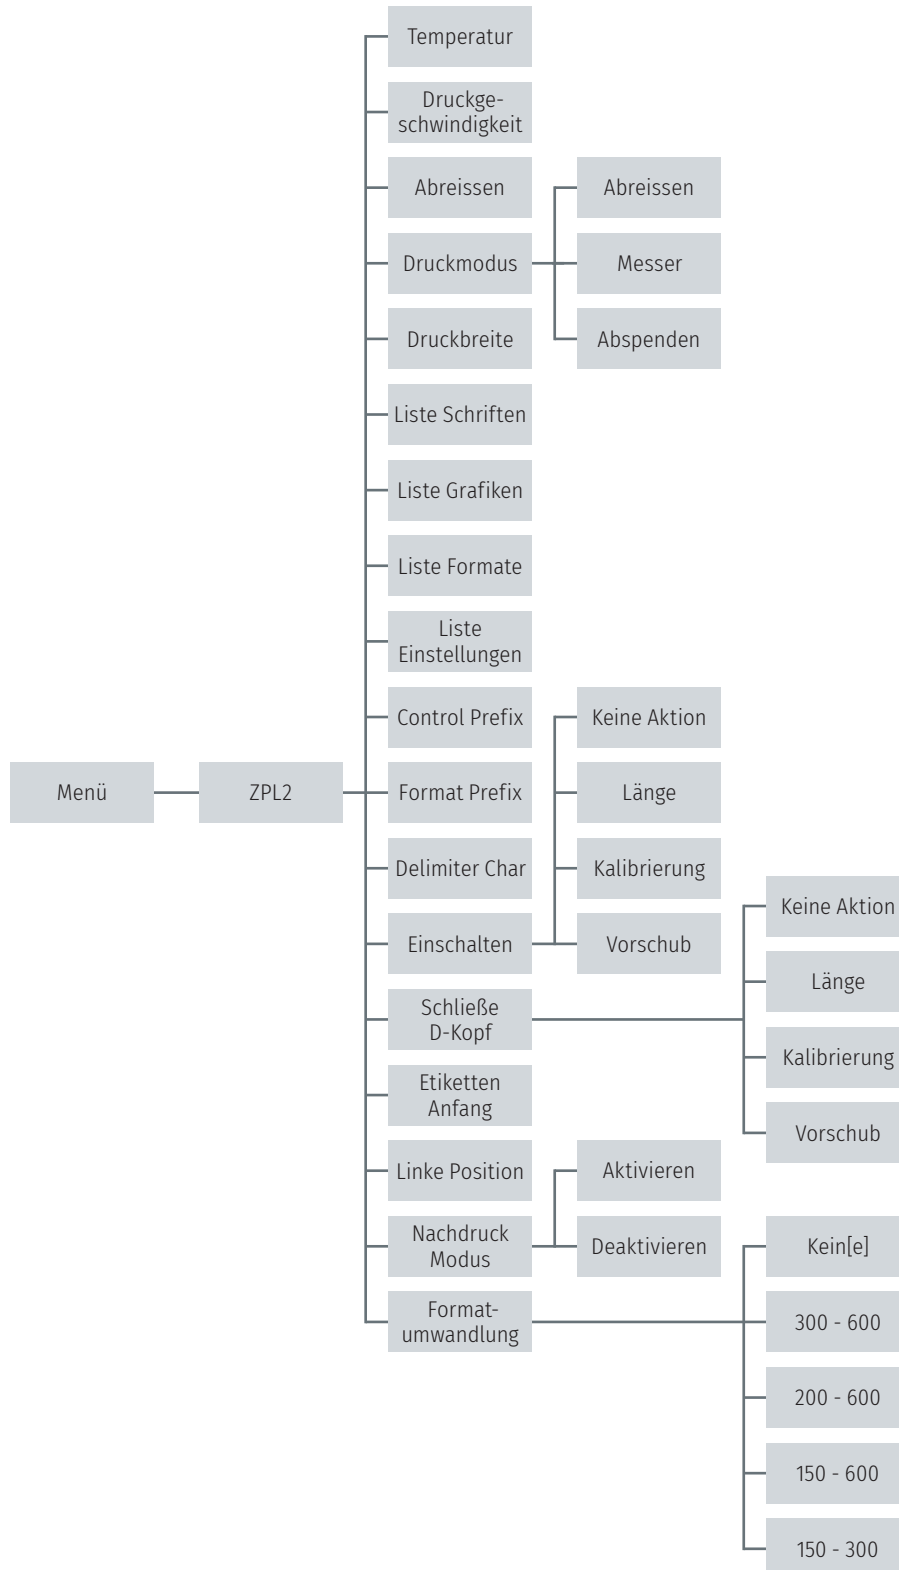 Menü
ZPL2
Temperatur
Druckge-
schwindigkeit
Abreissen
Druckmodus
Abreissen
Messer
Abspenden
Druckbreite
Liste Schriften
Liste Grafiken
Liste Formate
Liste
Einstellungen
Control Prefix
Format Prefix
Delimiter Char
Einschalten
Keine Aktion
Länge
Kalibrierung
Vorschub
Schließe
D-Kopf
Keine Aktion
Länge
Kalibrierung
Vorschub
Etiketten
Anfang
Linke Position
Nachdruck
Modus
Aktivieren
Deaktivieren
Format-
umwandlung
Kein[e]
300 - 600
200 - 600
150 - 600
150 - 300